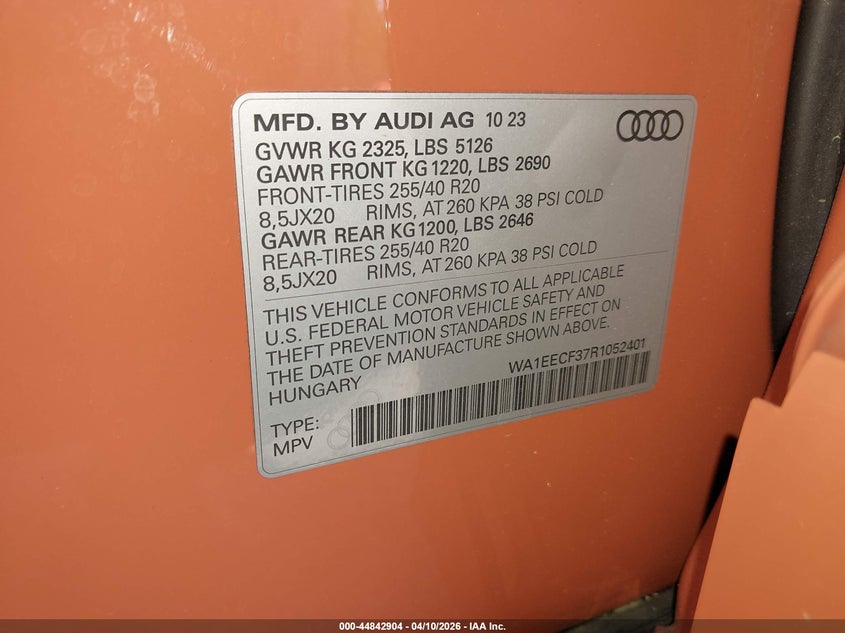 MFD. BY AUDI AG 10 23
GVWR KG 2325, LBS 5126
GAWR FRONT KG 1220, LBS 2690
FRONT-TIRES 255/40 R20
8,5JX20 RIMS, AT 260 KPA 38 PSI COLD
GAWR REAR KG 1200, LBS 2646
REAR-TIRES 255/40 R20
8,5JX20 RIMS, AT 260 KPA 38 PSI COLD
THIS VEHICLE CONFORMS TO ALL APPLICABLE
U.S. FEDERAL MOTOR VEHICLE SAFETY AND
THEFT PREVENTION STANDARDS IN EFFECT ON
THE DATE OF MANUFACTURE SHOWN ABOVE.
HUNGARY
WA1EECF37R1052401
TYPE:
MPV
000-44842904 - 04/10/2026 - IAA Inc.